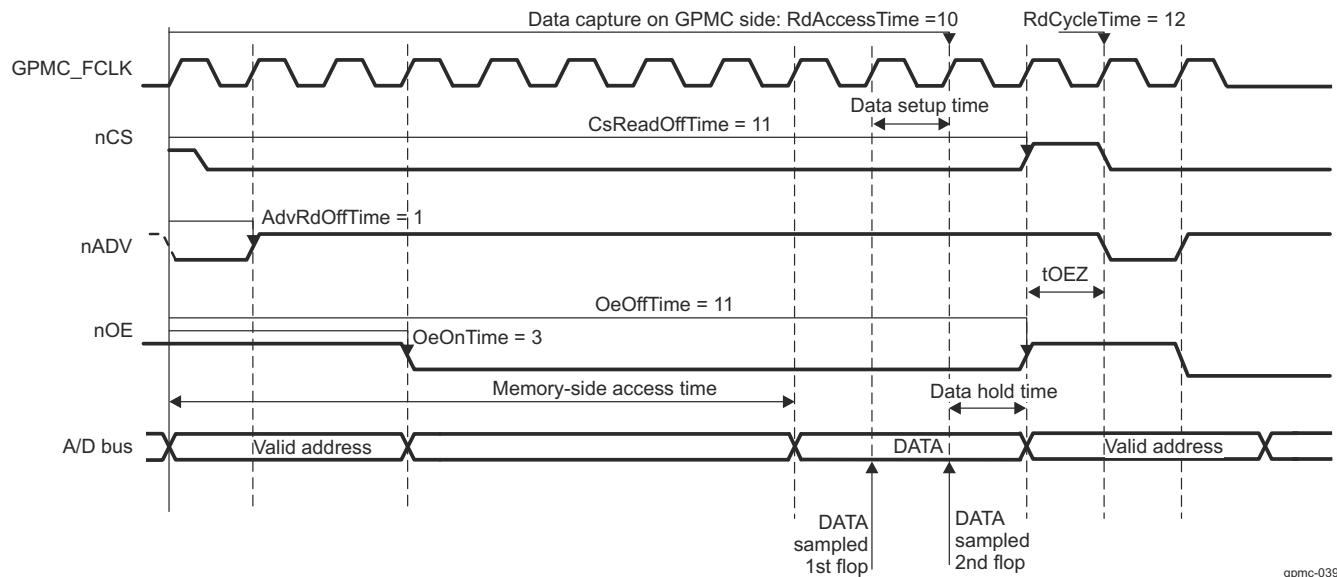 Data capture on GPMC side: RdAccessTime =10
RdCycleTime = 12
GPMC_FCLK
Data setup time
nCS
CsReadOffTime = 11
AdvRdOffTime = 1
nADV
tOEZ
OeOffTime = 11
nOE
OeOnTime = 3
Memory-side access time
Data hold time
A/D bus
Valid address
DATA
Valid address
DATA
sampled
1st flop
DATA
sampled
2nd flop
gpmc-039